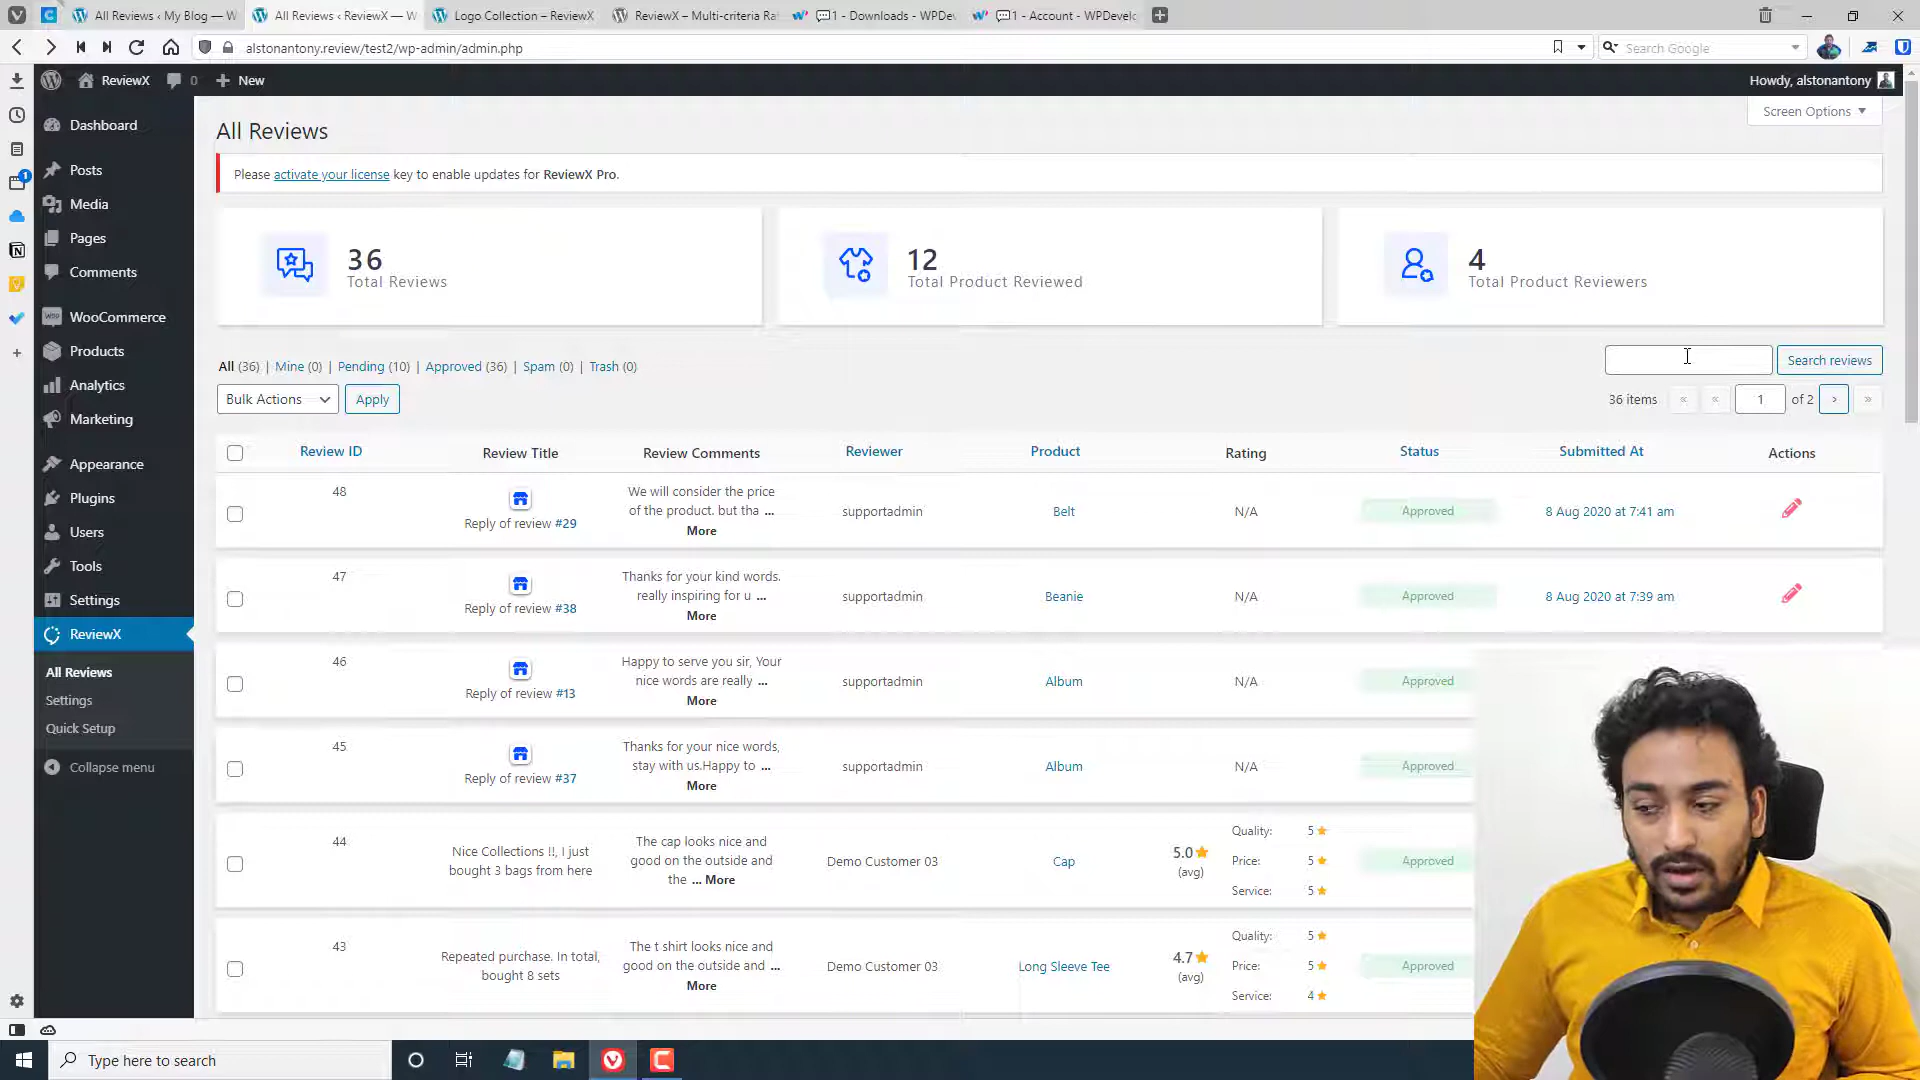 All Reviews ‹ My Blog — W
All Reviews ‹ ReviewX — W
Logo Collection – ReviewX
ReviewX – Multi-criteria Ra
1 - Downloads - WPDev
1 - Account - WPDevelo
alstonantony.review/test2/wp-admin/admin.php
Search Google
ReviewX
0
New
Howdy, alstonantony
Screen Options
Dashboard
Posts
Media
Pages
Comments
WooCommerce
Products
Analytics
Marketing
Appearance
Plugins
Users
Tools
Settings
ReviewX
All Reviews
Settings
Quick Setup
Collapse menu
1
All Reviews
Please activate your license key to enable updates for ReviewX Pro.
36
Total Reviews
12
Total Product Reviewed
4
Total Product Reviewers
All (36) | Mine (0) | Pending (10) | Approved (36) | Spam (0) | Trash (0)
Search reviews
Bulk Actions
Apply
36 items « « 1 of 2 › »
Review ID Review Title Review Comments Reviewer Product Rating Status Submitted At Actions
48
Reply of review #29
We will consider the price
of the product. but tha ...
More
supportadmin
Belt
N/A
Approved
8 Aug 2020 at 7:41 am
47
Reply of review #38
Thanks for your kind words.
really inspiring for u ...
More
supportadmin
Beanie
N/A
Approved
8 Aug 2020 at 7:39 am
46
Reply of review #13
Happy to serve you sir, Your
nice words are really ...
More
supportadmin
Album
N/A
Approved
45
Reply of review #37
Thanks for your nice words,
stay with us.Happy to ...
More
supportadmin
Album
N/A
Approved
44
Nice Collections !!, I just
bought 3 bags from here
The cap looks nice and
good on the outside and
the ... More
Demo Customer 03
Cap
5.0
(avg)
Quality: 5
Price: 5
Service: 5
Approved
43
Repeated purchase. In total,
bought 8 sets
The t shirt looks nice and
good on the outside and ...
More
Demo Customer 03
Long Sleeve Tee
4.7
(avg)
Quality: 5
Price: 5
Service: 4
Approved
Type here to search